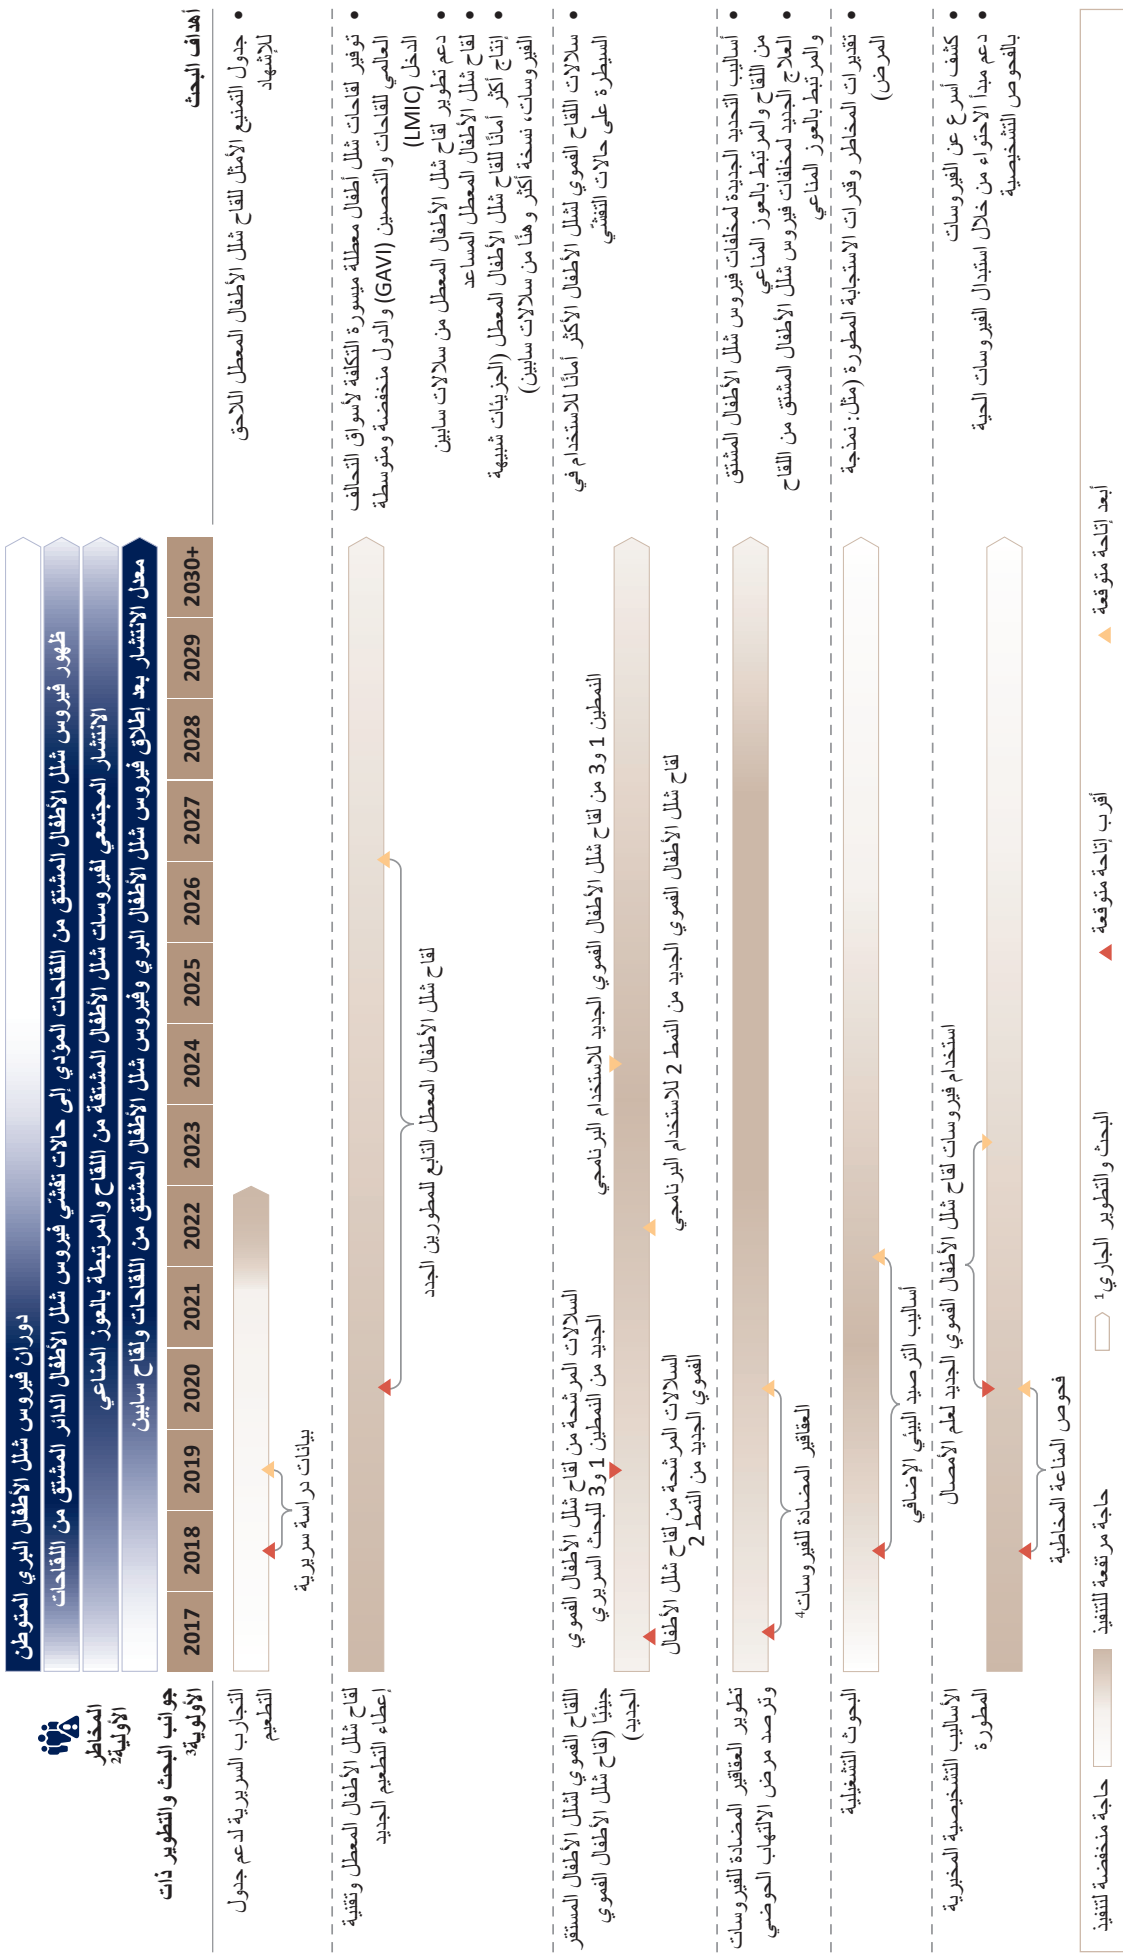 المخاطر
الأولية2
دوران فيروس شلل الأطفال البري المتوطن
ظهور فيروس شلل الأطفال المشتق من اللقاحات المؤدي إلى حالات تفشّي فيروس شلل الأطفال الدائر المشتق من اللقاحات
الانتشار المجتمعي لفيروسات شلل الأطفال المشتقة من اللقاح والمرتبطة بالعوز المناعي
معدل الانتشار بعد إطلاق فيروس شلل الأطفال البري وفيروس شلل الأطفال المشتق من اللقاحات ولقاح سابين
جوانب البحث والتطوير ذات
الأولوية3
2017 2018 2019 2020 2021 2022 2023 2024 2025 2026 2027 2028 2029 2030+
أهداف البحث
التجارب السريرية لدعم جدول
التطعيم
بيانات دراسة سريرية
• جدول التمنيع الأمثل للقاح شلل الأطفال المعطل اللاحق
للإشهاد
لقاح شلل الأطفال المعطل وتقنية
إعطاء التطعيم الجديد
لقاح شلل الأطفال المعطل التابع للمطورين الجدد
• توفير لقاحات شلل أطفال معطلة ميسورة التكلفة لأسواق التحالف
العالمي للقاحات والتحصين (GAVI) والدول منخفضة ومتوسطة
الدخل (LMIC)
• دعم تطوير لقاح شلل الأطفال المعطل من سلالات سابين
• لقاح شلل الأطفال المعطل المساعد
• إنتاج أكثر أمانًا للقاح شلل الأطفال المعطل (الجزيئات شبيهة
الفيروسات، نسخة أكثر وهنًا من سلالات سابين)
اللقاح الفموي لشلل الأطفال المستقر
جينيًا (لقاح شلل الأطفال الفموي
الجديد)
السلالات المرشحة من لقاح شلل الأطفال الفموي
الجديد من النمطين 1 و3 للبحث السريري
النمطين 1 و3 من لقاح شلل الأطفال الفموي الجديد للاستخدام البرنامجي
السلالات المرشحة من لقاح شلل الأطفال
الفموي الجديد من النمط 2
لقاح شلل الأطفال الفموي الجديد من النمط 2 للاستخدام البرنامجي
• سلالات اللقاح الفموي لشلل الأطفال الأكثر أمانًا للاستخدام في
السيطرة على حالات التفشّي
تطوير العقاقير المضادة للفيروسات
وترصد مرض الالتهاب الحوضي
العقاقير المضادة للفيروسات4
• أساليب التحديد الجديدة لمخلفات فيروس شلل الأطفال المشتق
من اللقاح والمرتبط بالعوز المناعي
• العلاج الجديد لمخلفات فيروس شلل الأطفال المشتق من اللقاح
والمرتبط بالعوز المناعي
البحوث التشغيلية
أساليب الترصيد البيئي الإضافي
• تقديرات المخاطر وقدرات الاستجابة المطورة (مثل: نمذجة
المرض)
الأساليب التشخيصية المخبرية
المطورة
استخدام فيروسات لقاح شلل الأطفال الفموي الجديد لعلم الأمصال
فحوص المناعة المخاطية
• كشف أسرع عن الفيروسات
• دعم مبدأ الاحتواء من خلال استبدال الفيروسات الحية
بالفحوص التشخيصية
حاجة منخفضة لتنفيذ
حاجة مرتفعة للتنفيذ
البحث والتطوير الجاري1
أقرب إتاحة متوقعة
أبعد إتاحة متوقعة